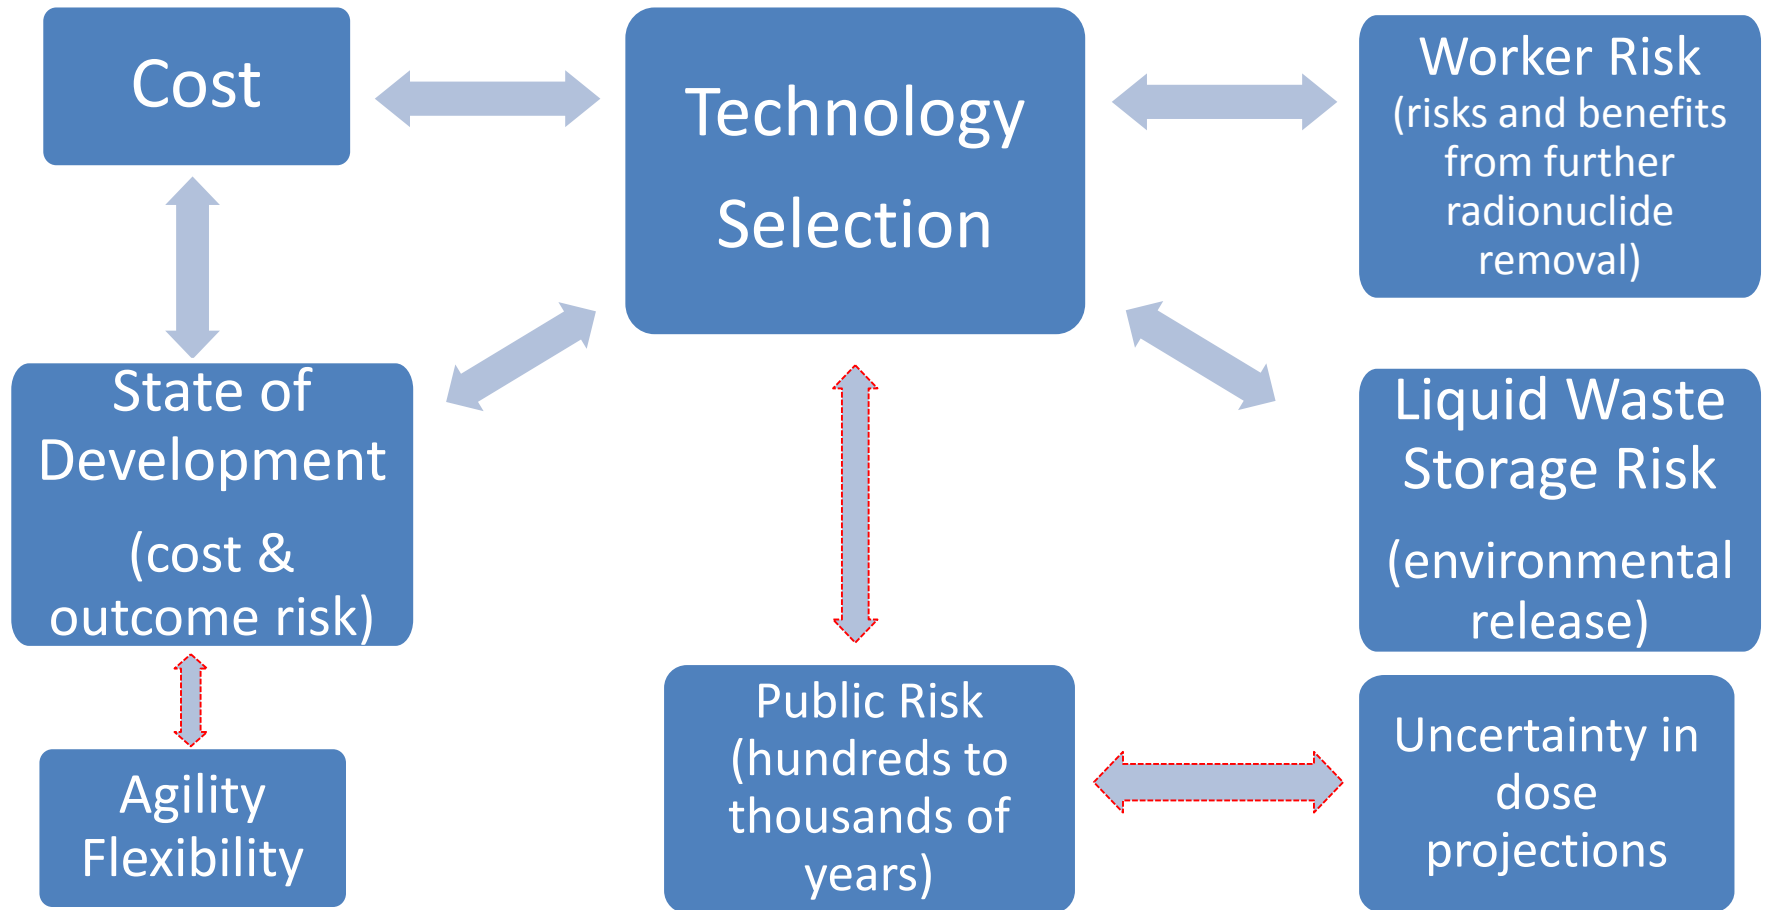 Cost
Technology
Selection
Worker Risk
(risks and benefits
from further
radionuclide
removal)
State of
Development
(cost &
outcome risk)
Liquid Waste
Storage Risk
(environmental
release)
Agility
Flexibility
Public Risk
(hundreds to
thousands of
years)
Uncertainty in
dose
projections